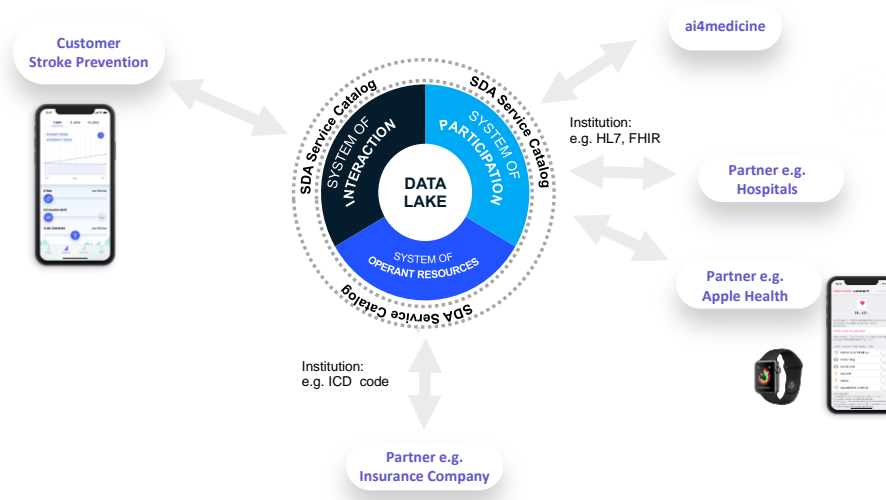 Customer
Stroke Prevention
ai4medicine
SDA Service Catalog
SDA Service Catalog
SYSTEM OF
INTERACTION
SYSTEM OF
PARTICIPATION
DATA
LAKE
SYSTEM OF
OPERANT RESOURCES
SDA Service Catalog
Institution:
e.g. HL7, FHIR
Partner e.g.
Hospitals
Partner e.g.
Apple Health
Health
Institution:
e.g. ICD code
Partner e.g.
Insurance Company